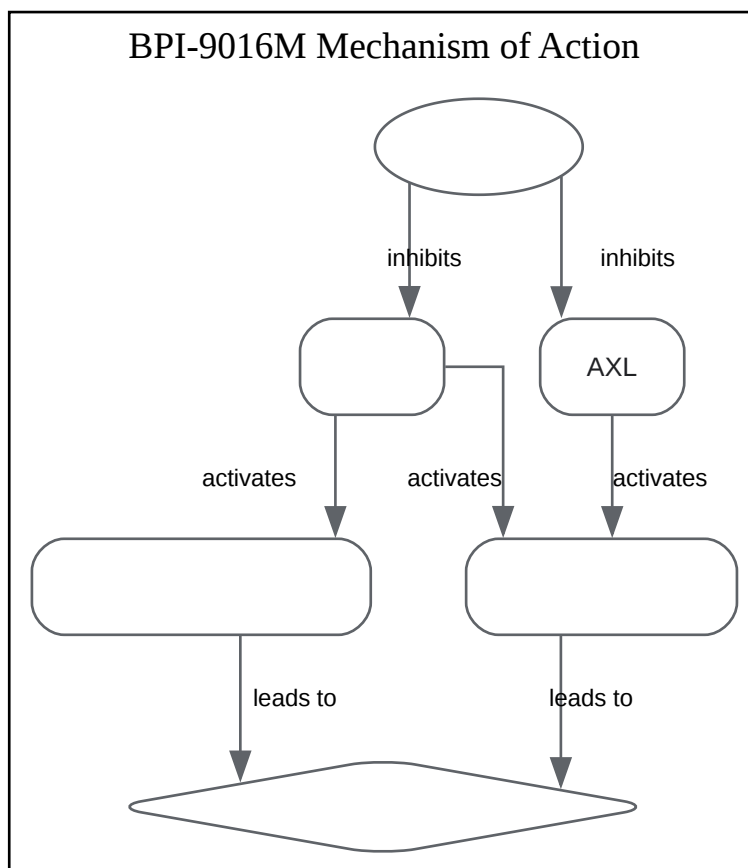 BPI-9016M Mechanism of Action
inhibits
inhibits
AXL
activates
activates
activates
leads to
leads to